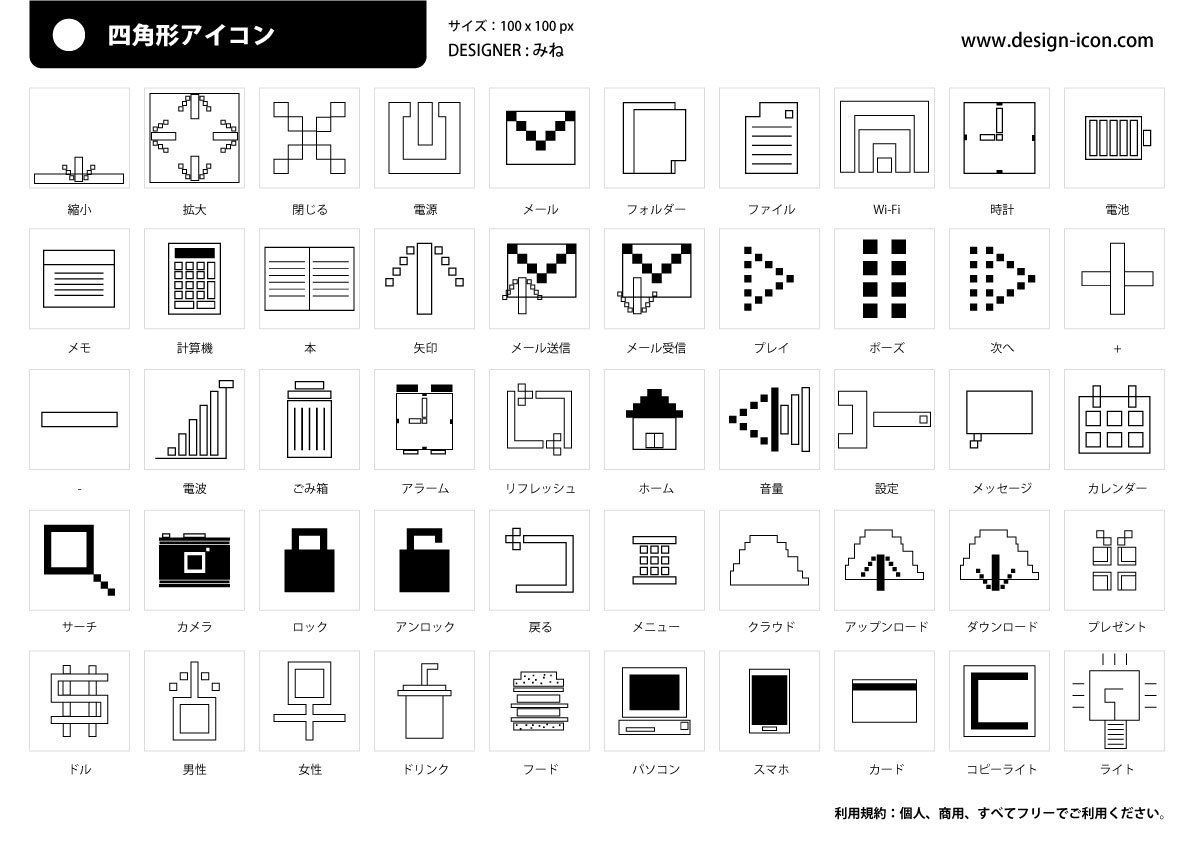 四角形アイコン
サイズ：100 x 100 px
DESIGNER : みね
www.design-icon.com
縮小
拡大
閉じる
電源
メール
フォルダー
ファイル
Wi-Fi
時計
電池
メモ
計算機
本
矢印
メール送信
メール受信
プレイ
ポーズ
次へ
+
-
電波
ごみ箱
アラーム
リフレッシュ
ホーム
音量
設定
メッセージ
カレンダー
サーチ
カメラ
ロック
アンロック
戻る
メニュー
クラウド
アップンロード
ダウンロード
プレゼント
ドル
男性
女性
ドリンク
フード
パソコン
スマホ
カード
コピーライト
ライト
利用規約：個人、商用、すべてフリーでご利用ください。